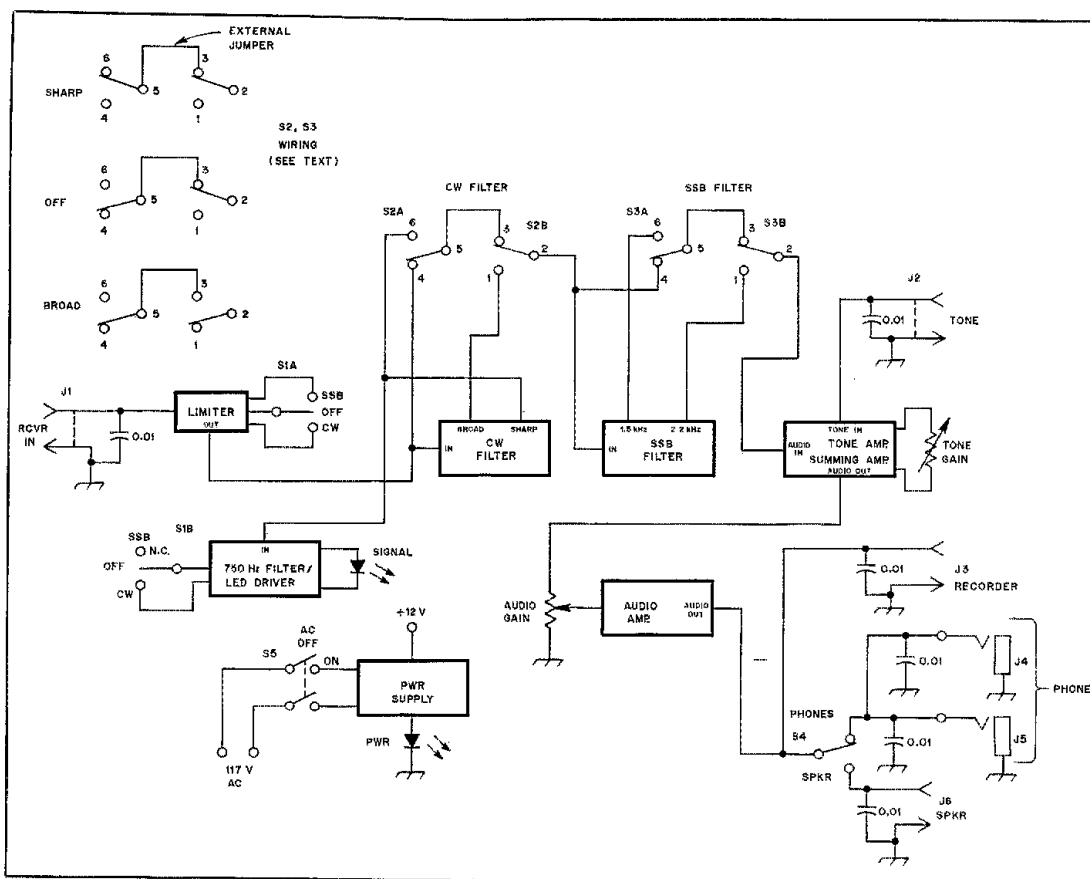 EXTERNAL
JUMPER
6
3
SHARP
5
2
4
1
S2, S3
WIRING
(SEE TEXT)
6
3
OFF
5
2
4
1
6
3
BROAD
5
2
4
1
CW FILTER
SSB FILTER
S2A
6
3
S2B
5
2
4
1
S3A
6
3
S3B
5
2
4
1
J2
0.01
TONE
S1A
J1
SSB
LIMITER
OFF
OUT
CW
RCVR
IN
0.01
BROAD SHARP
IN
CW
FILTER
1.5 kHz 2.2 kHz
IN
SSB
FILTER
TONE IN
AUDIO
IN
TONE AMP
SUMMING AMP
AUDIO OUT
TONE
GAIN
SSB
S1B
N.C.
OFF
CW
IN
750 Hz FILTER/
LED DRIVER
SIGNAL
AUDIO
GAIN
AUDIO
AMP
AUDIO
OUT
0.01
J3
RECORDER
+12 V
AC
OFF
S5
ON
PWR
SUPPLY
PWR
117 V
AC
0.01
J4
PHONE
PHONES
S4
0.01
J5
SPKR
0.01
J6
SPKR